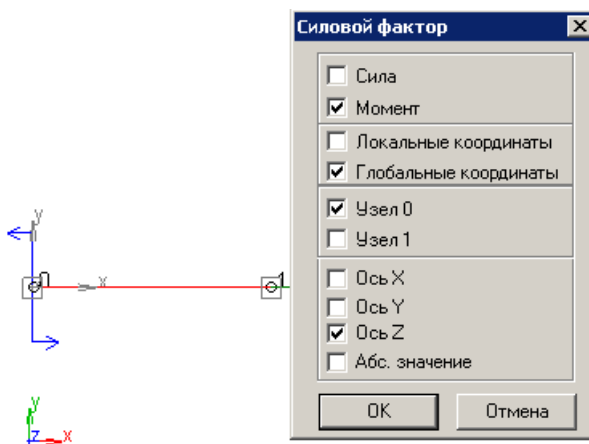 Силовой фактор
Сила
Момент
Локальные координаты
Глобальные координаты
Узел 0
Узел 1
Ось X
Ось Y
Ось Z
Абс. значение
OK
Отмена
y
0
x
1
y
z
x